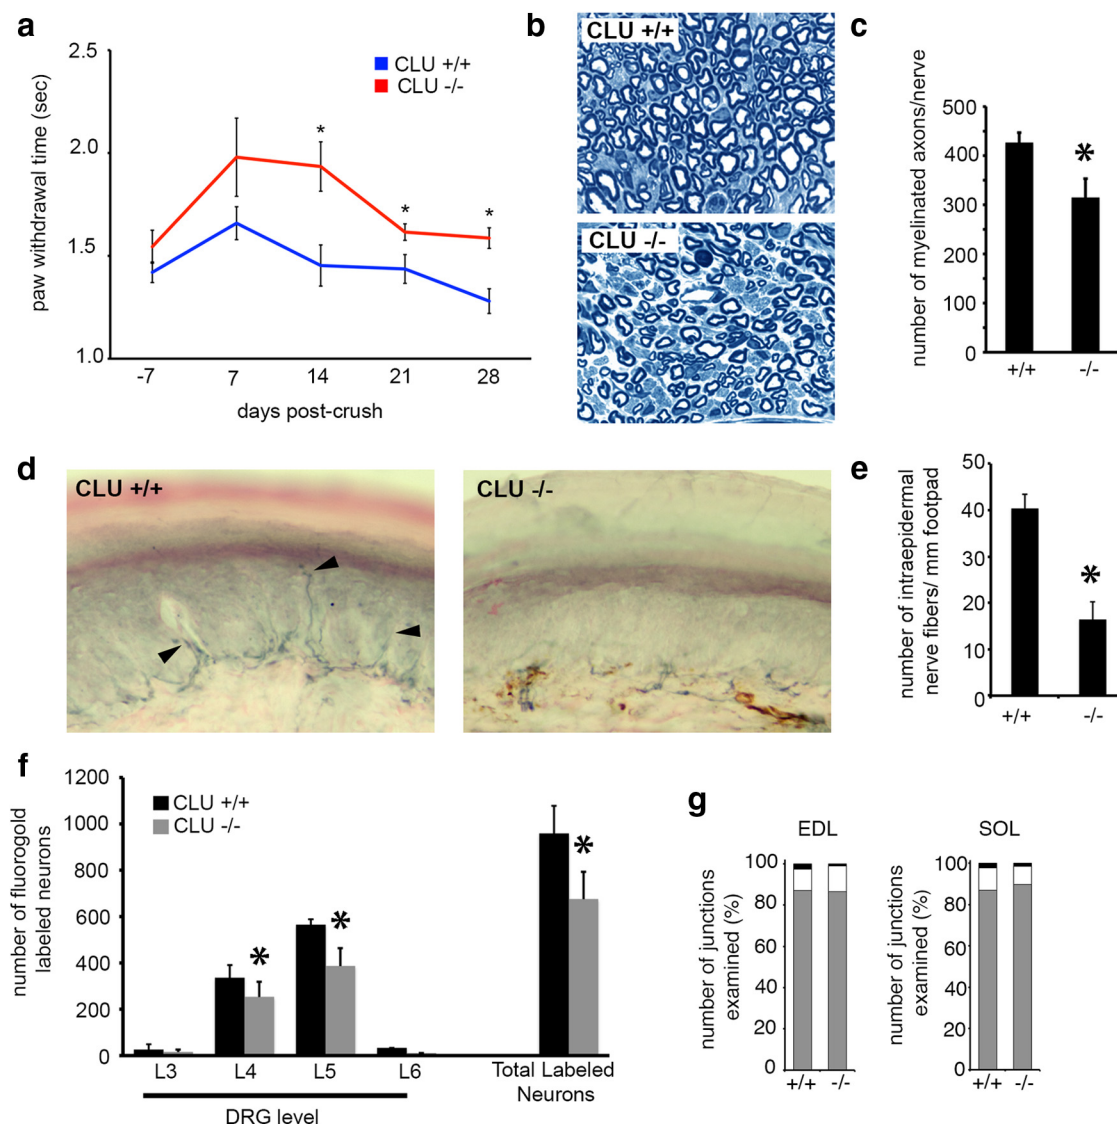 a
2.5
2.0
1.5
1.0
paw withdrawal time (sec)
CLU +/+
CLU -/-
*
*
*
-7 7 14 21 28
days post-crush
b
CLU +/+
CLU -/-
c
number of myelinated axons/nerve
500
400
300
200
100
0
*
+/+ -/-
d
CLU +/+
CLU -/-
e
number of intraepidermal
nerve fibers/ mm footpad
50
40
30
20
10
0
*
+/+ -/-
f
number of fluorogold
labeled neurons
1200
1000
800
600
400
200
0
CLU +/+
CLU -/-
*
*
*
L3 L4 L5 L6
DRG level
Total Labeled
Neurons
g
EDL
number of junctions
examined (%)
100
80
60
40
20
0
+/+ -/-
SOL
number of junctions
examined (%)
100
80
60
40
20
0
+/+ -/-